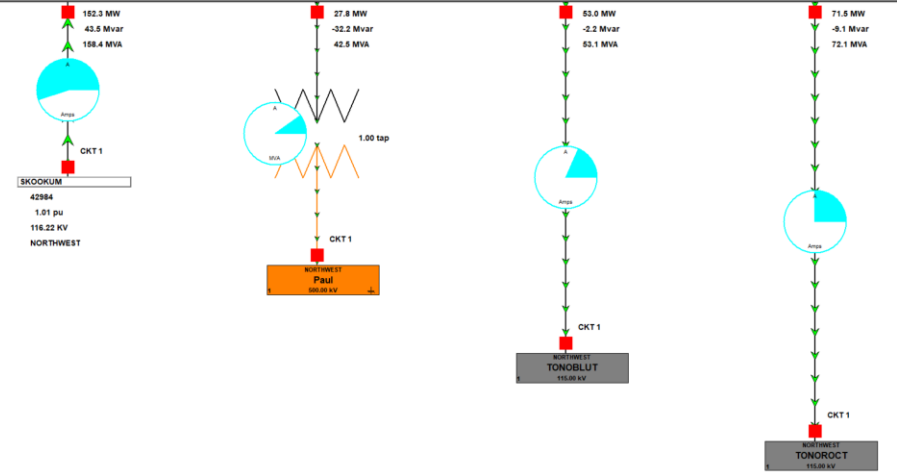 152.3 MW
43.5 Mvar
158.4 MVA
A
Amps
CKT 1
SKOOKUM
42984
1.01 pu
116.22 KV
NORTHWEST
27.8 MW
-32.2 Mvar
42.5 MVA
A
MVA
1.00 tap
CKT 1
NORTHWEST
Paul
1
500.00 kV
53.0 MW
-2.2 Mvar
53.1 MVA
A
Amps
CKT 1
NORTHWEST
TONOBLUT
1
115.00 kV
71.5 MW
-9.1 Mvar
72.1 MVA
A
Amps
CKT 1
NORTHWEST
TONOROCT
1
115.00 kV